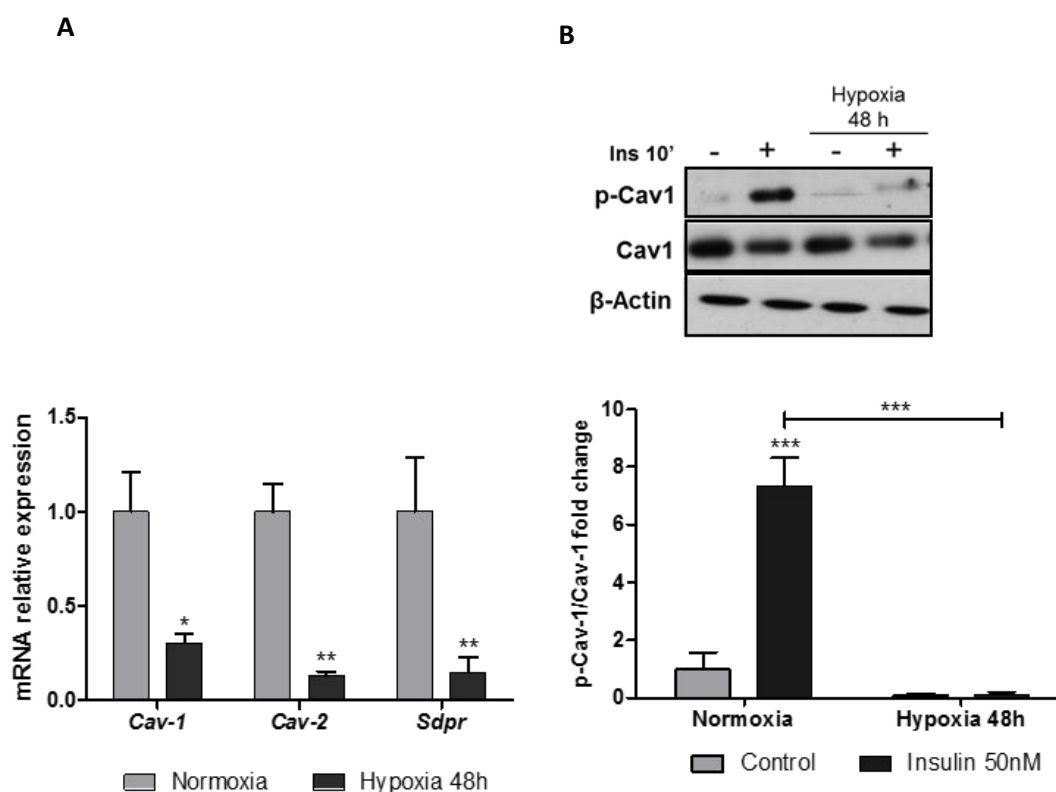 A
mRNA relative expression
1.5
1.0
0.5
0.0
*
**
**
Cav-1 Cav-2 Sdpr
Normoxia Hypoxia 48h
B
Hypoxia
48 h
Ins 10' - + - +
p-Cav1
Cav1
β-Actin
p-Cav-1/Cav-1 fold change
10
8
6
4
2
0
***
***
Normoxia Hypoxia 48h
Control Insulin 50nM